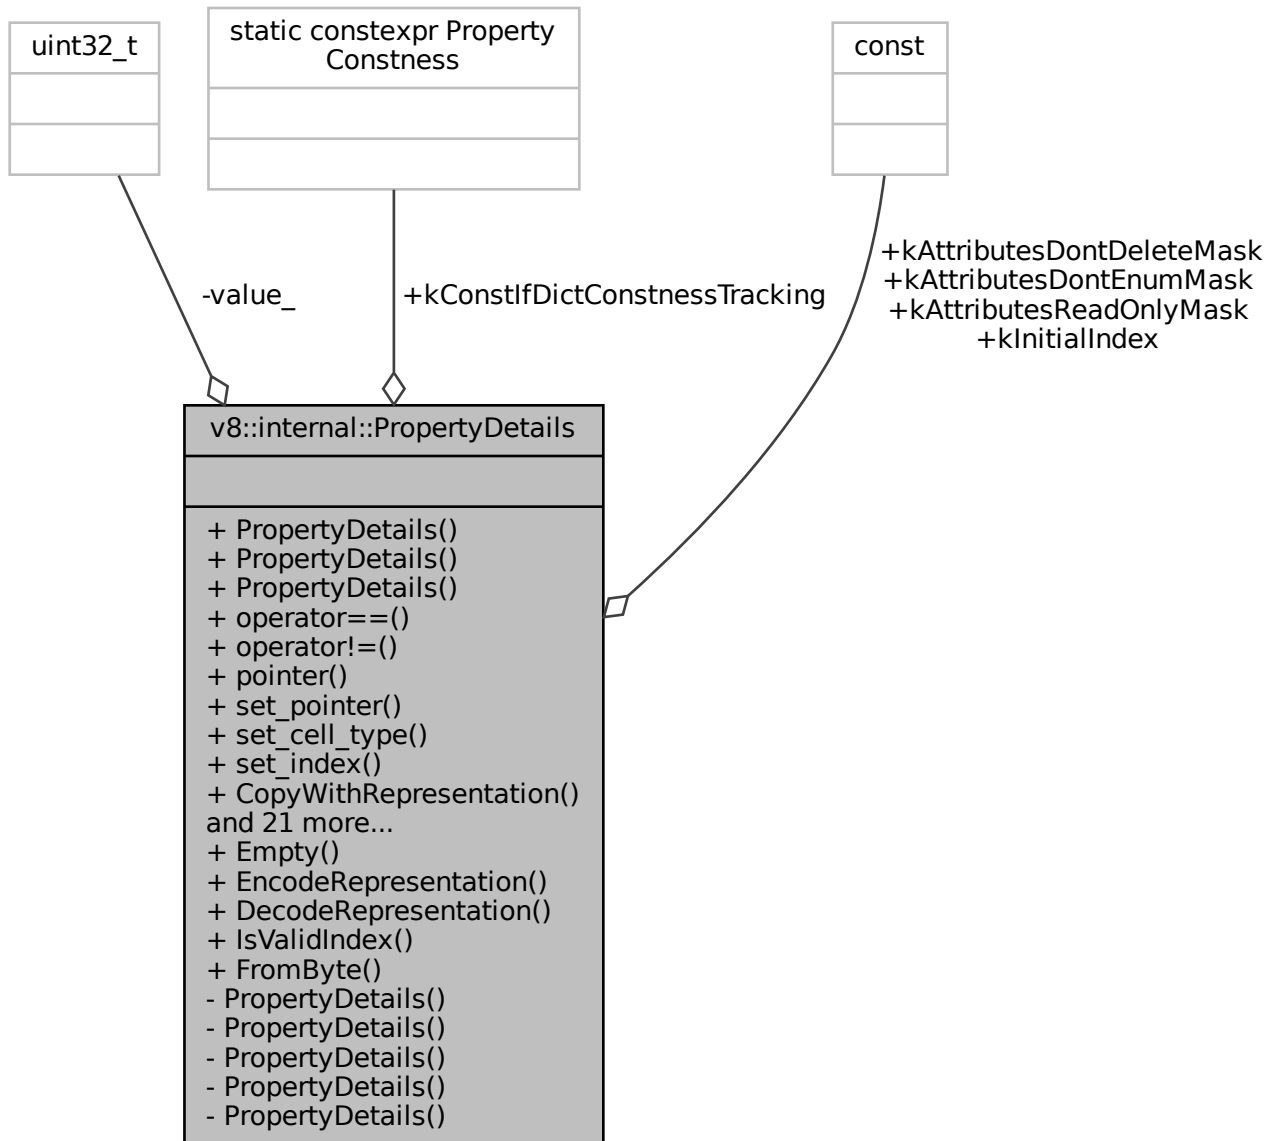 uint32_t
static constexpr Property
Constness
const
+kAttributesDontDeleteMask
+kAttributesDontEnumMask
+kAttributesReadOnlyMask
+kInitialIndex
-value_
+kConstIfDictConstnessTracking
v8::internal::PropertyDetails
+ PropertyDetails()
+ PropertyDetails()
+ PropertyDetails()
+ operator==()
+ operator!=()
+ pointer()
+ set_pointer()
+ set_cell_type()
+ set_index()
+ CopyWithRepresentation()
and 21 more...
+ Empty()
+ EncodeRepresentation()
+ DecodeRepresentation()
+ IsValidIndex()
+ FromByte()
- PropertyDetails()
- PropertyDetails()
- PropertyDetails()
- PropertyDetails()
- PropertyDetails()